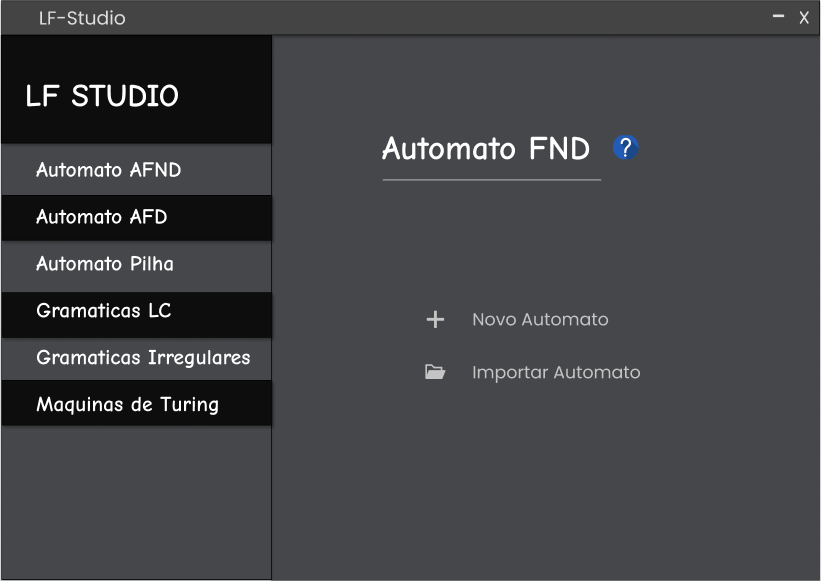 LF-Studio
LF STUDIO
Automato AFND
Automato AFD
Automato Pilha
Gramaticas LC
Gramaticas Irregulares
Maquinas de Turing
Automato FND ?
Novo Automato
Importar Automato